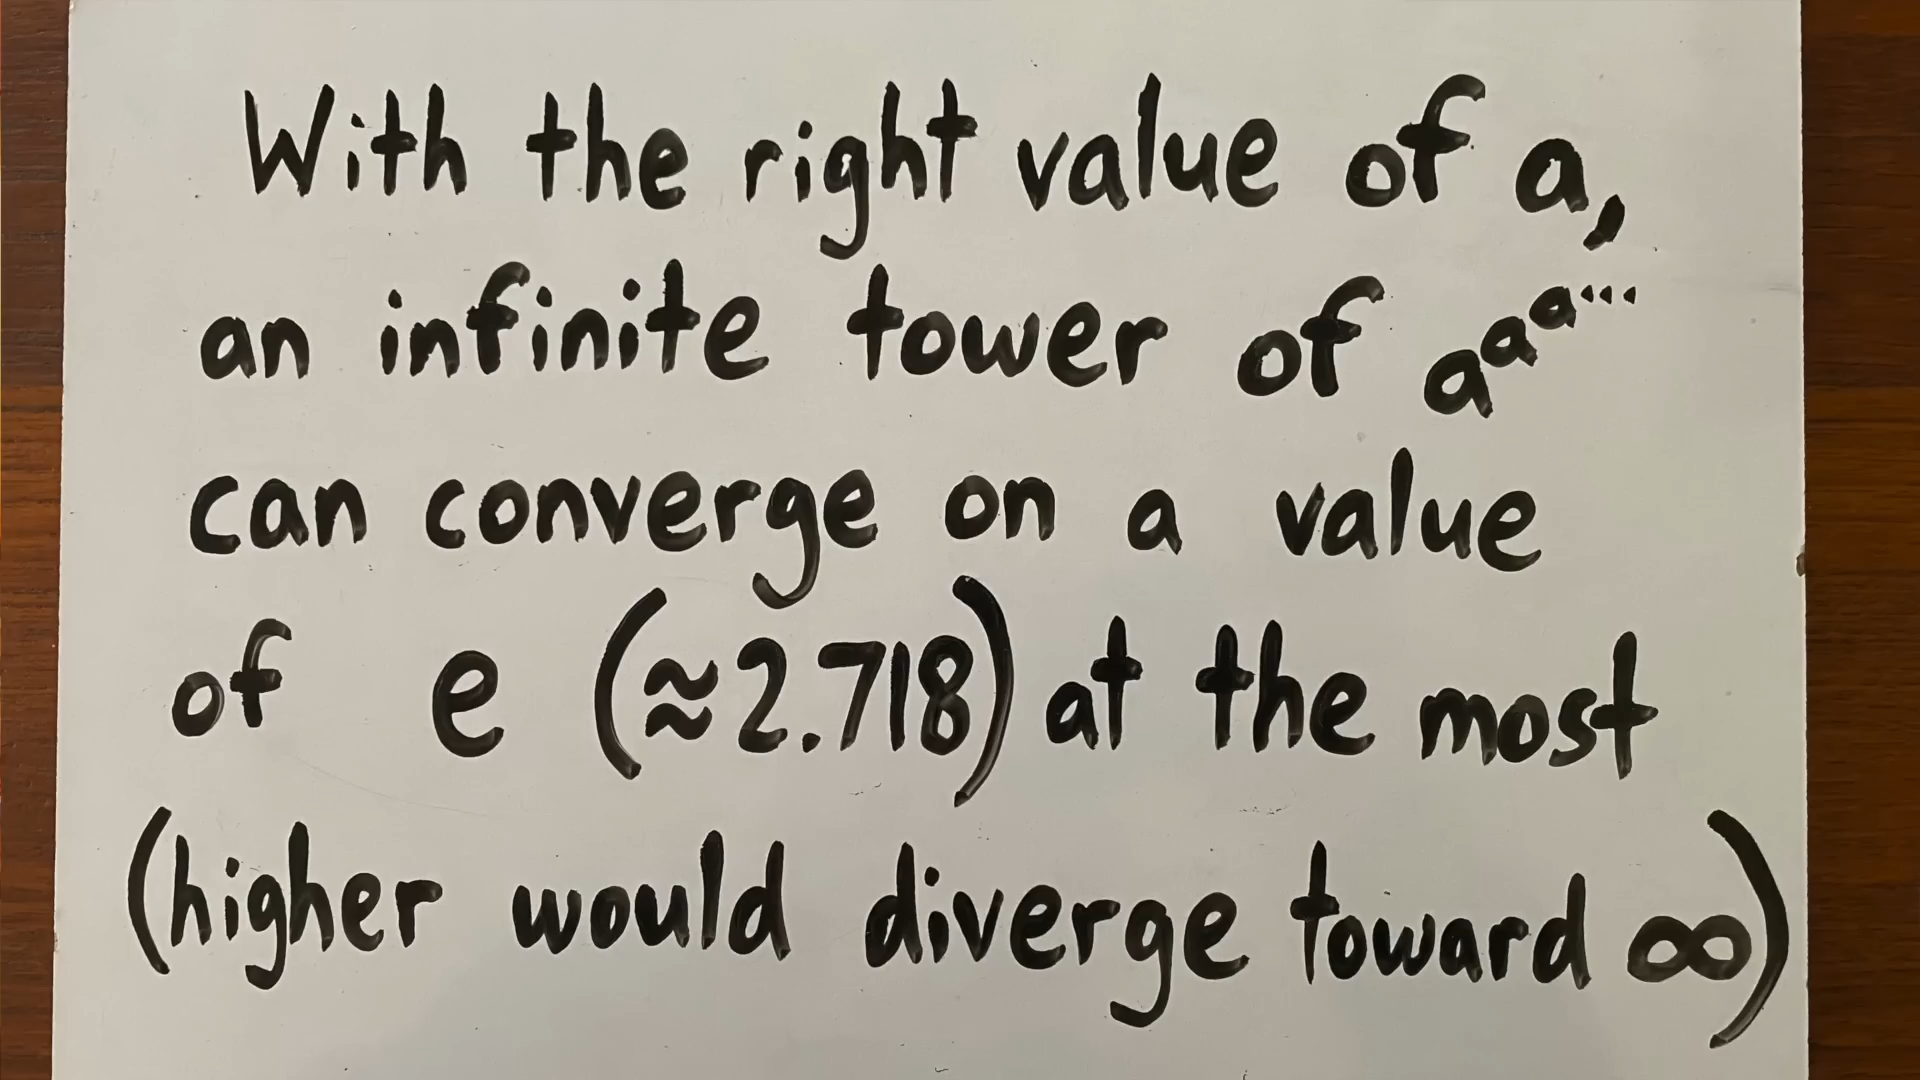 With the right value of a,
an infinite tower of a^a^a...
can converge on a value
of e (≈2.718) at the most
(higher would diverge toward ∞)